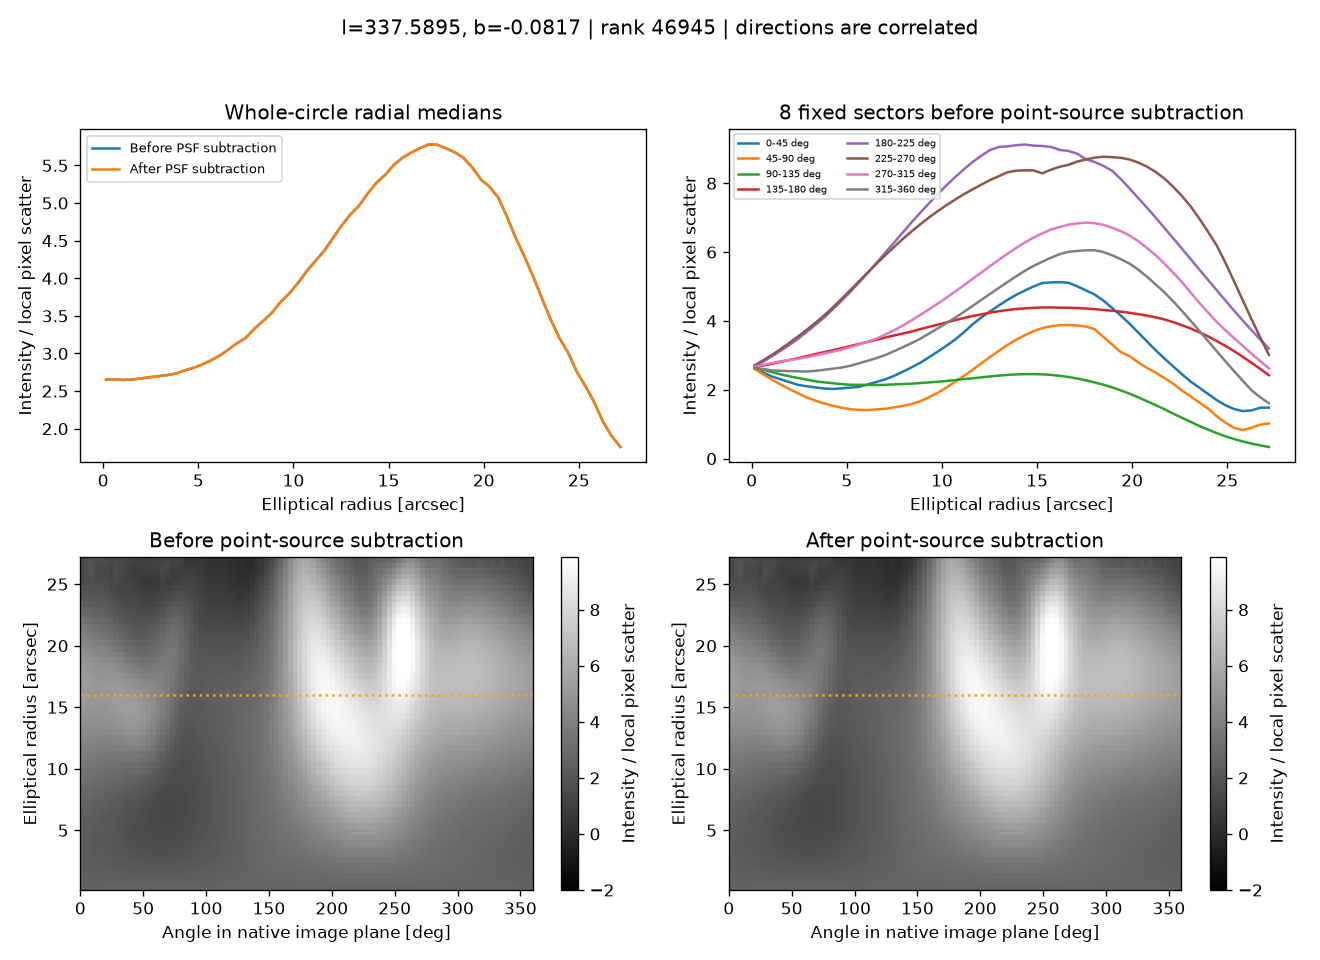 l=337.5895, b=-0.0817 | rank 46945 | directions are correlated
Whole-circle radial medians
Before PSF subtraction
After PSF subtraction
Intensity / local pixel scatter
5.5
5.0
4.5
4.0
3.5
3.0
2.5
2.0
0 5 10 15 20 25
Elliptical radius [arcsec]
8 fixed sectors before point-source subtraction
0-45 deg 180-225 deg
45-90 deg 225-270 deg
90-135 deg 270-315 deg
135-180 deg 315-360 deg
Intensity / local pixel scatter
8
6
4
2
0
0 5 10 15 20 25
Elliptical radius [arcsec]
Before point-source subtraction
Elliptical radius [arcsec]
25
20
15
10
5
0 50 100 150 200 250 300 350
Angle in native image plane [deg]
8
6
4
2
0
−2
Intensity / local pixel scatter
After point-source subtraction
Elliptical radius [arcsec]
25
20
15
10
5
0 50 100 150 200 250 300 350
Angle in native image plane [deg]
8
6
4
2
0
−2
Intensity / local pixel scatter